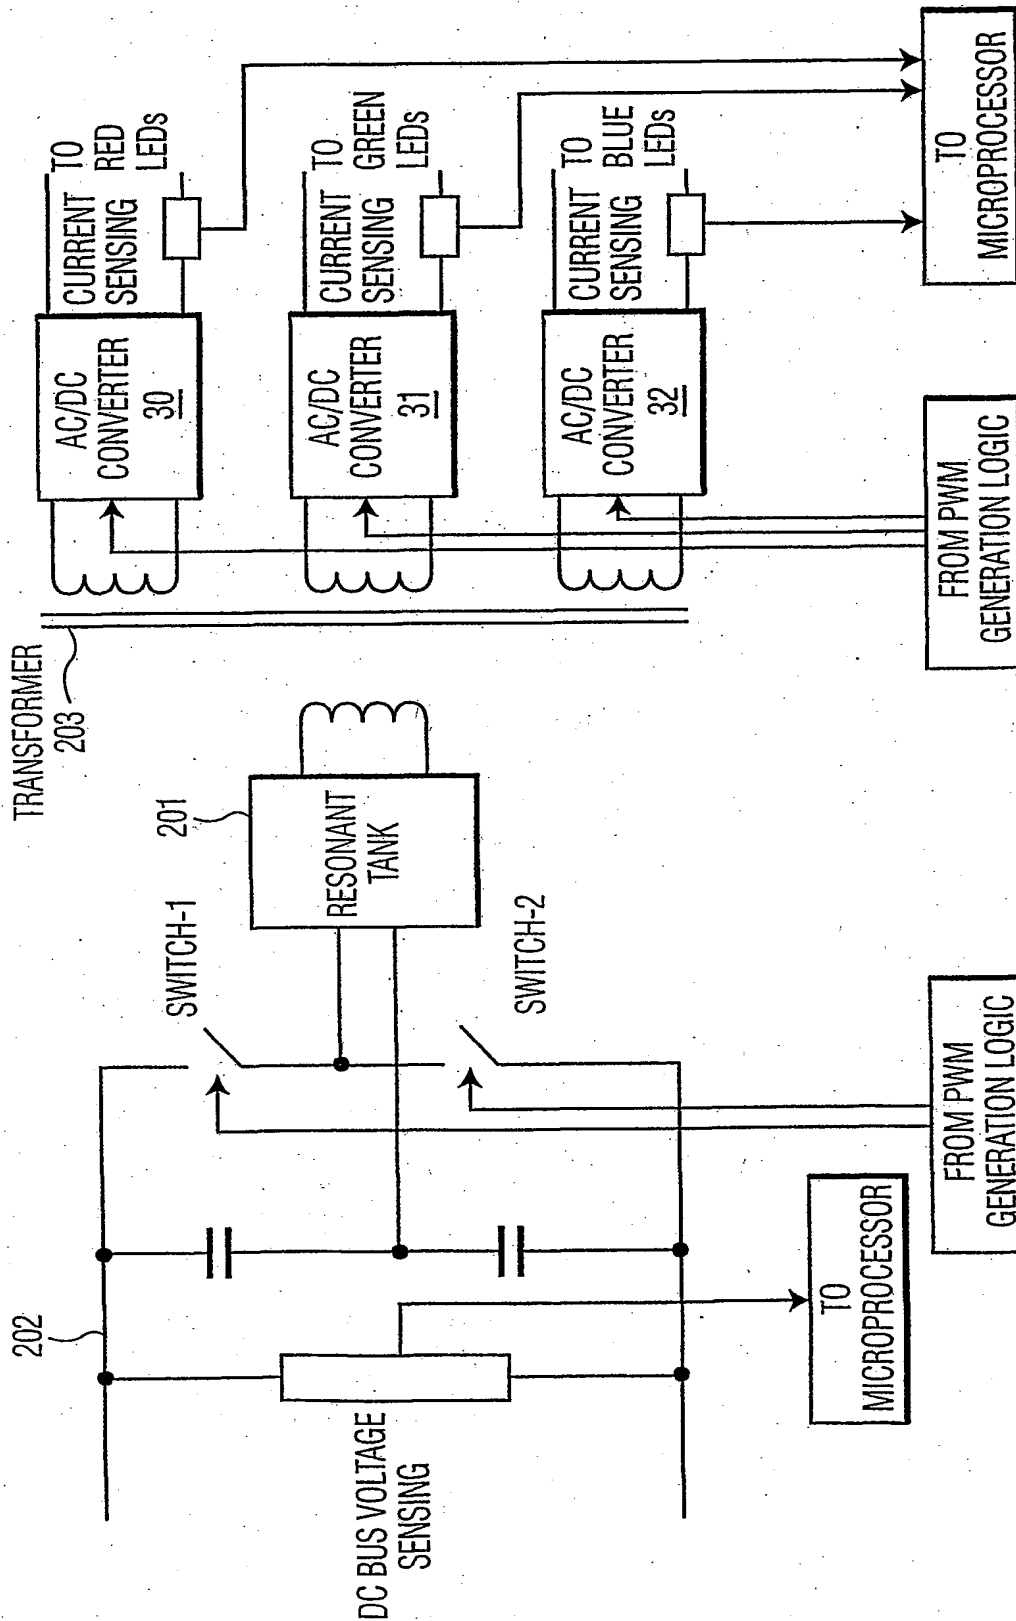 202
DC BUS VOLTAGE
SENSING
TO
MICROPROCESSOR
SWITCH-1
SWITCH-2
FROM PWM
GENERATION LOGIC
201
RESONANT
TANK
TRANSFORMER
203
AC/DC
CONVERTER
30
CURRENT
SENSING
TO
RED
LEDs
AC/DC
CONVERTER
31
CURRENT
SENSING
TO
GREEN
LEDs
AC/DC
CONVERTER
32
CURRENT
SENSING
TO
BLUE
LEDs
FROM PWM
GENERATION LOGIC
TO
MICROPROCESSOR